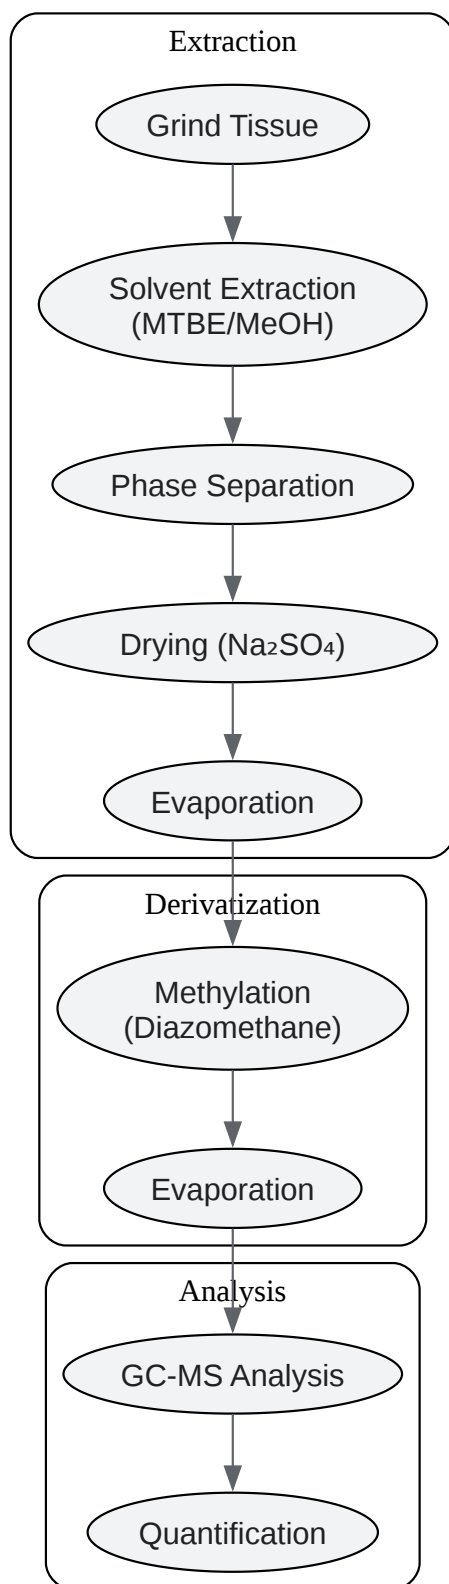 Extraction
Grind Tissue
Solvent Extraction
(MTBE/MeOH)
Phase Separation
Drying (Na₂SO₄)
Evaporation
Derivatization
Methylation
(Diazomethane)
Evaporation
Analysis
GC-MS Analysis
Quantification